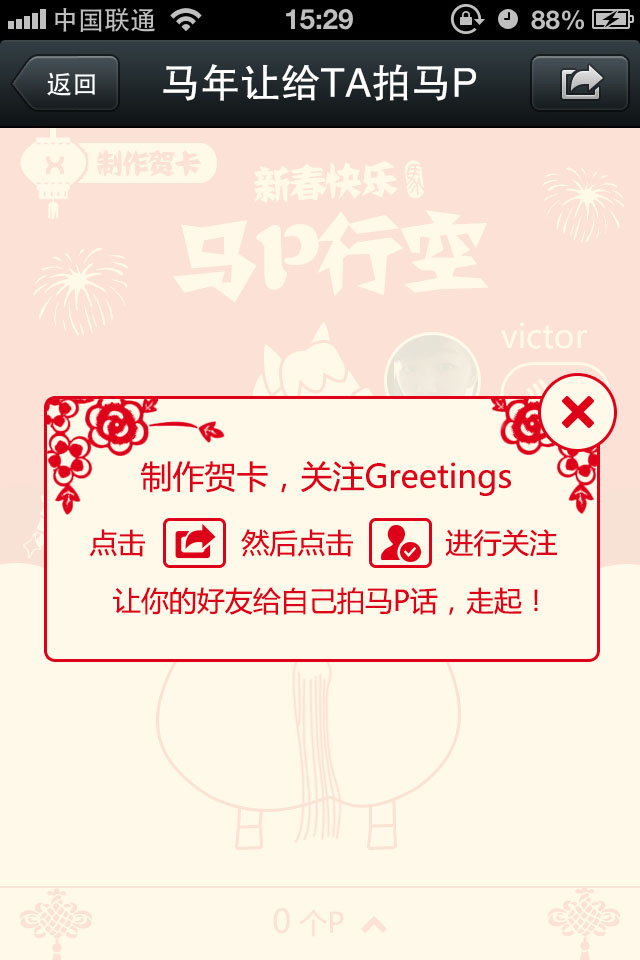 中国联通 15:29 88%
返回 马年让给TA拍马P
制作贺卡
新春快乐
马P行空
victor
制作贺卡，关注Greetings
点击 然后点击 进行关注
让你的好友给自己拍马P话，走起！
0 个P